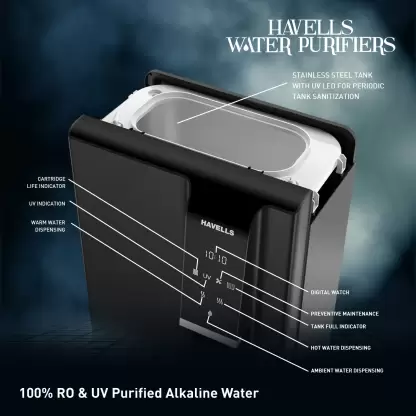 HAVELLS
WATER PURIFIERS
STAINLESS STEEL TANK
WITH UV LED FOR PERIODIC
TANK SANITIZATION
CARTRIDGE
LIFE INDICATOR
UV INDICATION
WARM WATER
DISPENSING
HAVELLS
10:10
UV
DIGITAL WATCH
PREVENTIVE MAINTENANCE
TANK FULL INDICATOR
HOT WATER DISPENSING
AMBIENT WATER DISPENSING
100% RO & UV Purified Alkaline Water